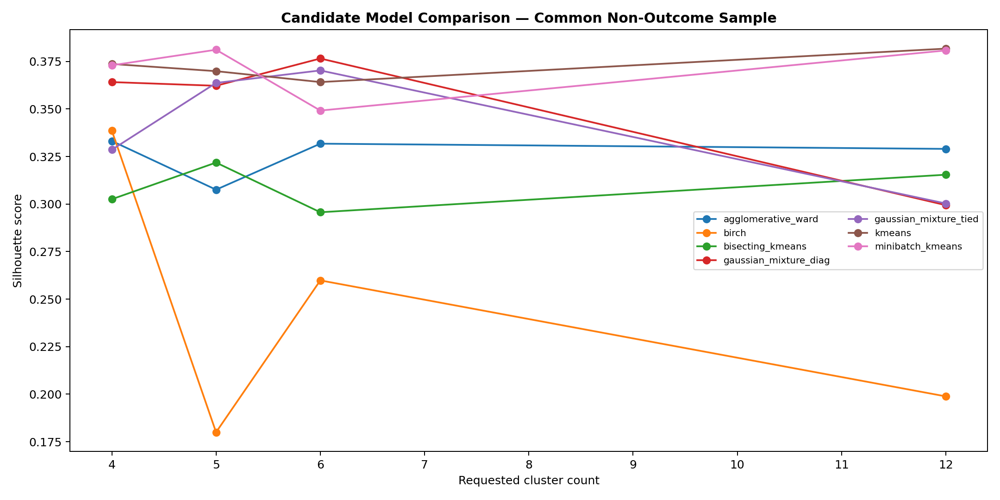 Candidate Model Comparison — Common Non-Outcome Sample
Silhouette score
0.375
0.350
0.325
0.300
0.275
0.250
0.225
0.200
0.175
agglomerative_ward
birch
bisecting_kmeans
gaussian_mixture_diag
gaussian_mixture_tied
kmeans
minibatch_kmeans
4 5 6 7 8 9 10 11 12
Requested cluster count